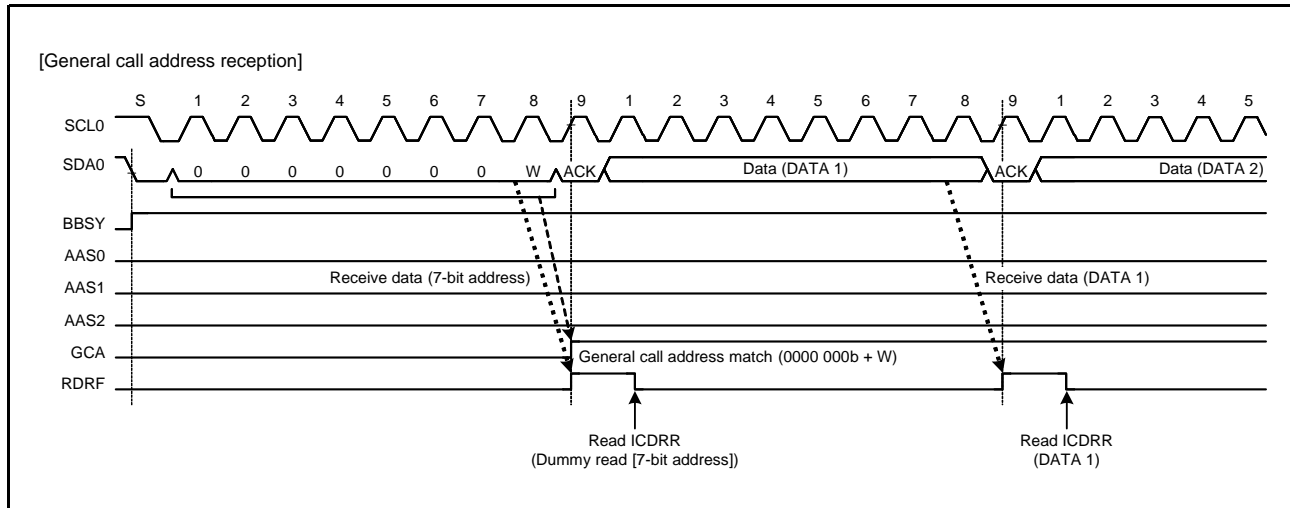 [General call address reception]
S 1 2 3 4 5 6 7 8 9 1 2 3 4 5 6 7 8 9 1 2 3 4 5
SCL0
SDA0 0 0 0 0 0 0 0 W ACK Data (DATA 1) ACK Data (DATA 2)
BBSY
AAS0
Receive data (7-bit address) Receive data (DATA 1)
AAS1
AAS2
GCA General call address match (0000 000b + W)
RDRF
Read ICDRR
(Dummy read [7-bit address])
Read ICDRR
(DATA 1)